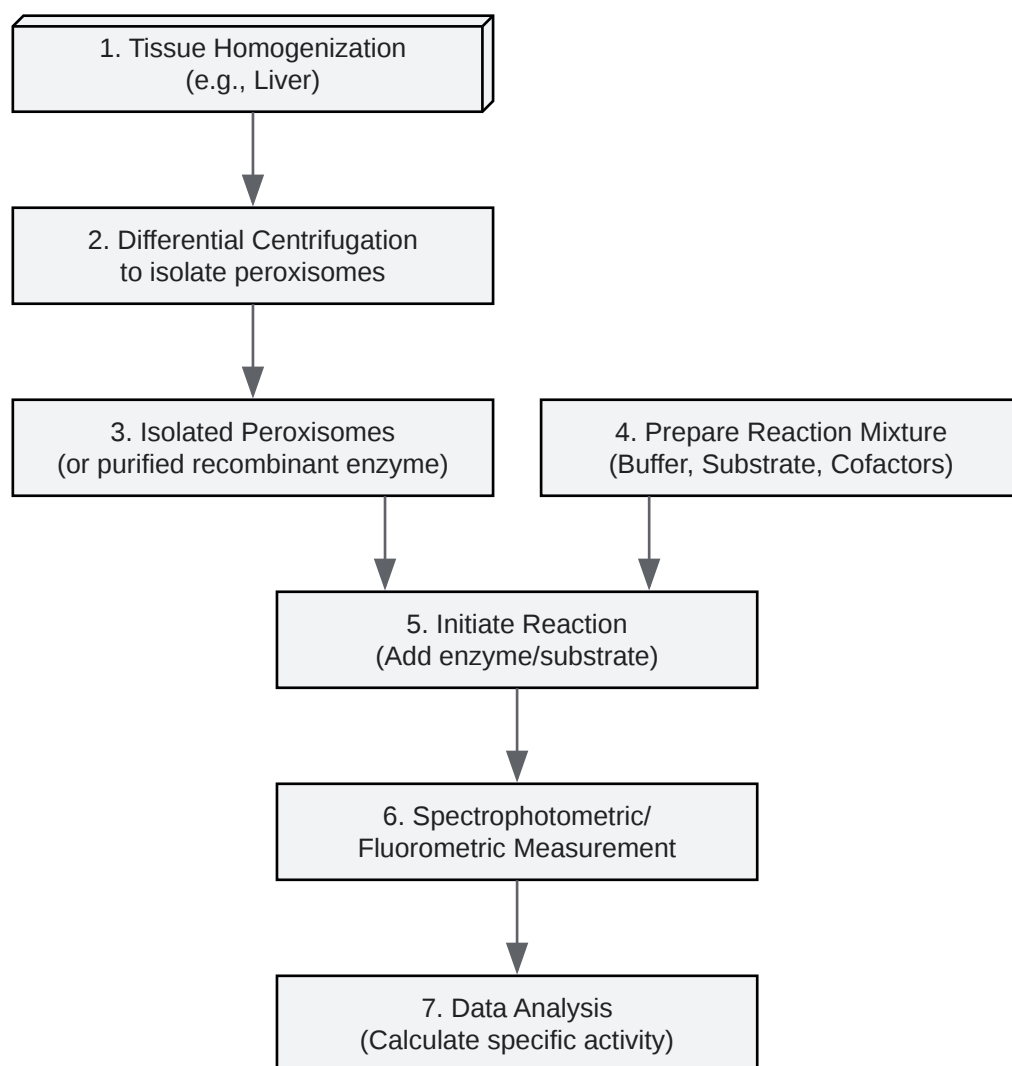 1. Tissue Homogenization
(e.g., Liver)
2. Differential Centrifugation
to isolate peroxisomes
3. Isolated Peroxisomes
(or purified recombinant enzyme)
4. Prepare Reaction Mixture
(Buffer, Substrate, Cofactors)
5. Initiate Reaction
(Add enzyme/substrate)
6. Spectrophotometric/
Fluorometric Measurement
7. Data Analysis
(Calculate specific activity)